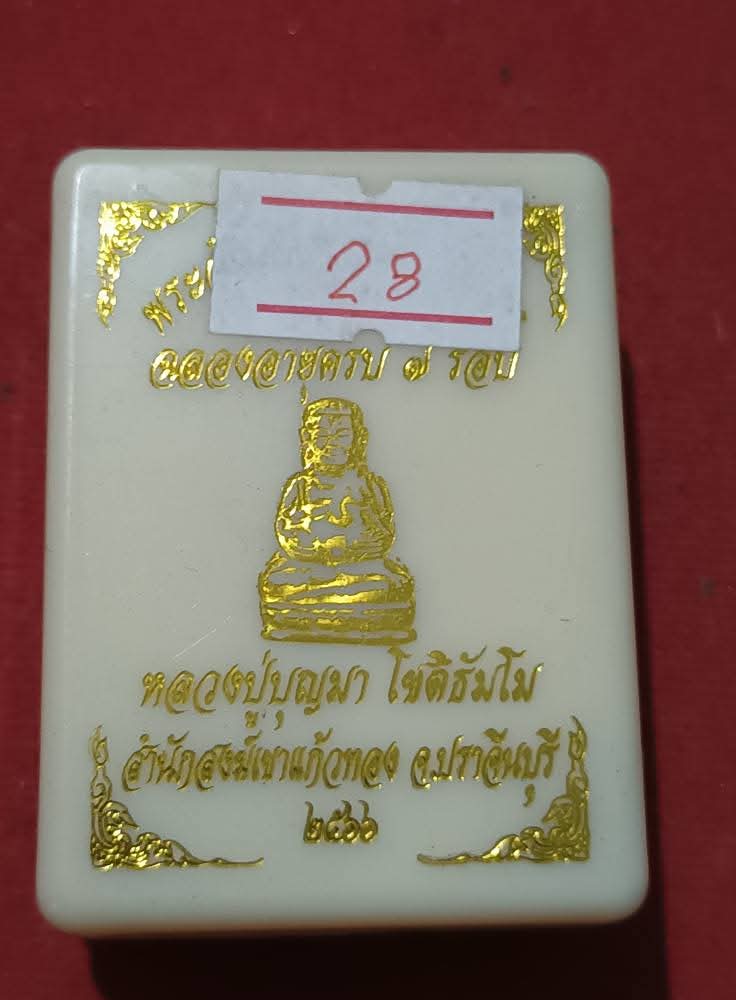 28
ฉลองอายุครบ ๗ รอบ
หลวงปู่บุญมา โชติธัมโม
สำนักสงฆ์เขาแก้วทอง จ.ปราจีนบุรี
๒๕๖๖